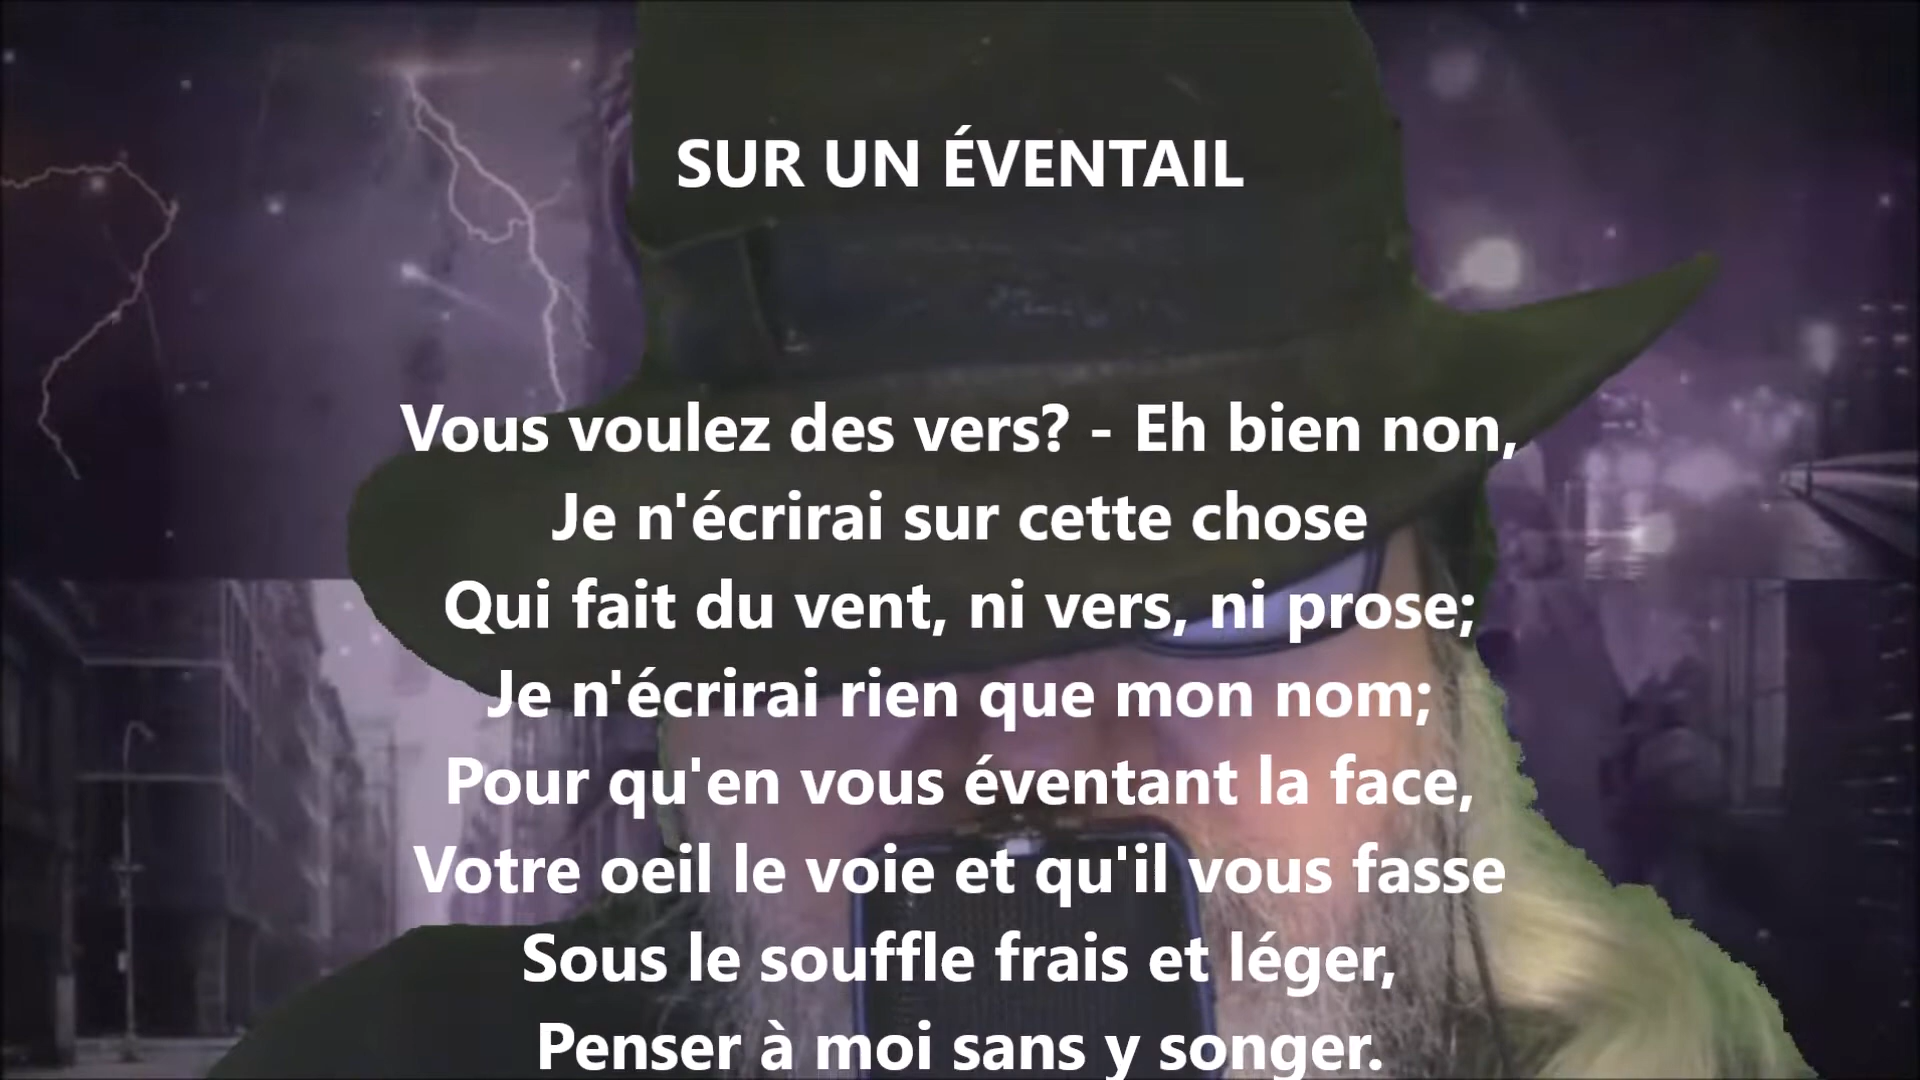 SUR UN ÉVENTAIL
Vous voulez des vers? - Eh bien non,
Je n'écrirai sur cette chose
Qui fait du vent, ni vers, ni prose;
Je n'écrirai rien que mon nom;
Pour qu'en vous éventant la face,
Votre oeil le voie et qu'il vous fasse
Sous le souffle frais et léger,
Penser à moi sans y songer.